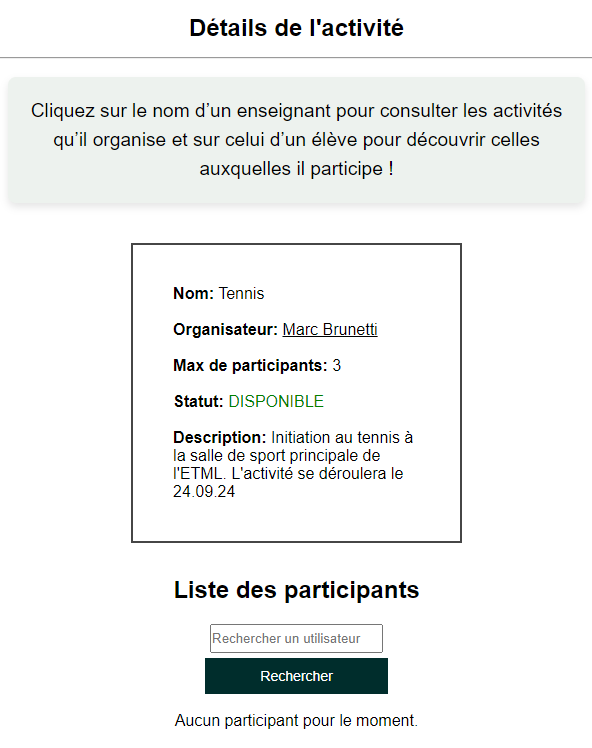 Détails de l'activité
Cliquez sur le nom d’un enseignant pour consulter les activités
qu’il organise et sur celui d’un élève pour découvrir celles
auxquelles il participe !
Nom: Tennis
Organisateur: Marc Brunetti
Max de participants: 3
Statut: DISPONIBLE
Description: Initiation au tennis à
la salle de sport principale de
l'ETML. L'activité se déroulera le
24.09.24
Liste des participants
Rechercher un utilisateur
Rechercher
Aucun participant pour le moment.